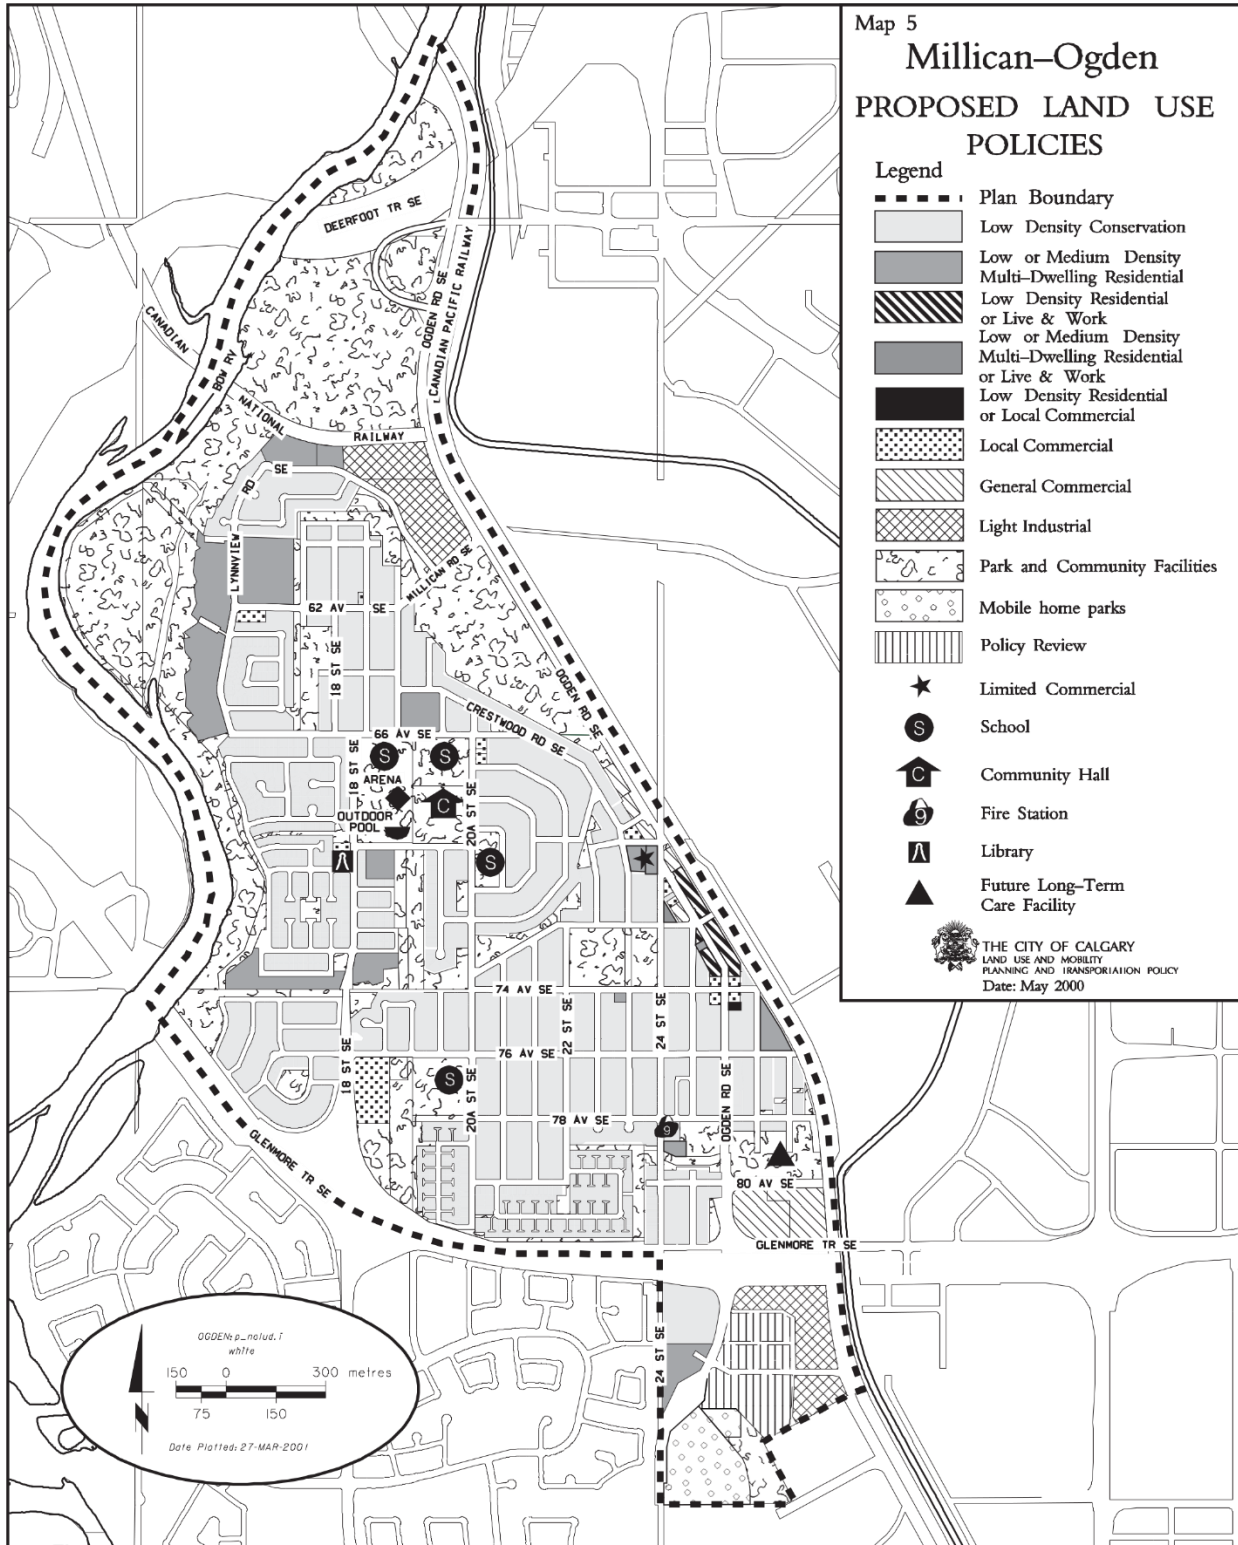 Map 5
Millican–Ogden
PROPOSED LAND USE
POLICIES
Legend
Plan Boundary
Low Density Conservation
Low or Medium Density
Multi–Dwelling Residential
Low Density Residential
or Live & Work
Low or Medium Density
Multi–Dwelling Residential
or Live & Work
Low Density Residential
or Local Commercial
Local Commercial
General Commercial
Light Industrial
Park and Community Facilities
Mobile home parks
Policy Review
Limited Commercial
S
School
C
Community Hall
9
Fire Station
Library
Future Long–Term
Care Facility
THE CITY OF CALGARY
LAND USE AND MOBILITY
PLANNING AND TRANSPORTATION POLICY
Date: May 2000
DEERFOOT TR SE
OGDEN RD SE
CANADIAN PACIFIC RAILWAY
CANADIAN
NATIONAL
RAILWAY
BOW RV
RD SE
LYNNVIEW
MILLICAN RD SE
62 AV SE
18 ST SE
OGDEN RD SE
CRESTWOOD RD SE
66 AV SE
18 ST SE
S
S
ARENA
C
OUTDOOR
POOL
20A ST SE
S
74 AV SE
22 ST SE
24 ST SE
76 AV SE
18 ST SE
S
20A ST SE
OGDEN RD SE
78 AV SE
9
80 AV SE
GLENMORE TR SE
GLENMORE TR SE
24 ST SE
OGDEN:p_nolud.i
white
150 0 300 metres
75 150
Date Plotted: 27-MAR-2001